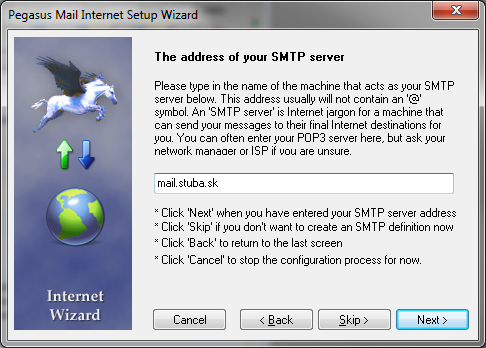 Pegasus Mail Internet Setup Wizard
The address of your SMTP server
Please type in the name of the machine that acts as your SMTP
server below. This address usually will not contain an '@'
symbol. An 'SMTP server' is Internet jargon for a machine that
can send your messages to their final Internet destinations for
you. You can often enter your POP3 server here, but ask your
network manager or ISP if you are unsure.
mail.stuba.sk
* Click 'Next' when you have entered your SMTP server address
* Click 'Skip' if you don't want to create an SMTP definition now
* Click 'Back' to return to the last screen
* Click 'Cancel' to stop the configuration process for now.
Internet
Wizard
Cancel
< Back
Skip >
Next >